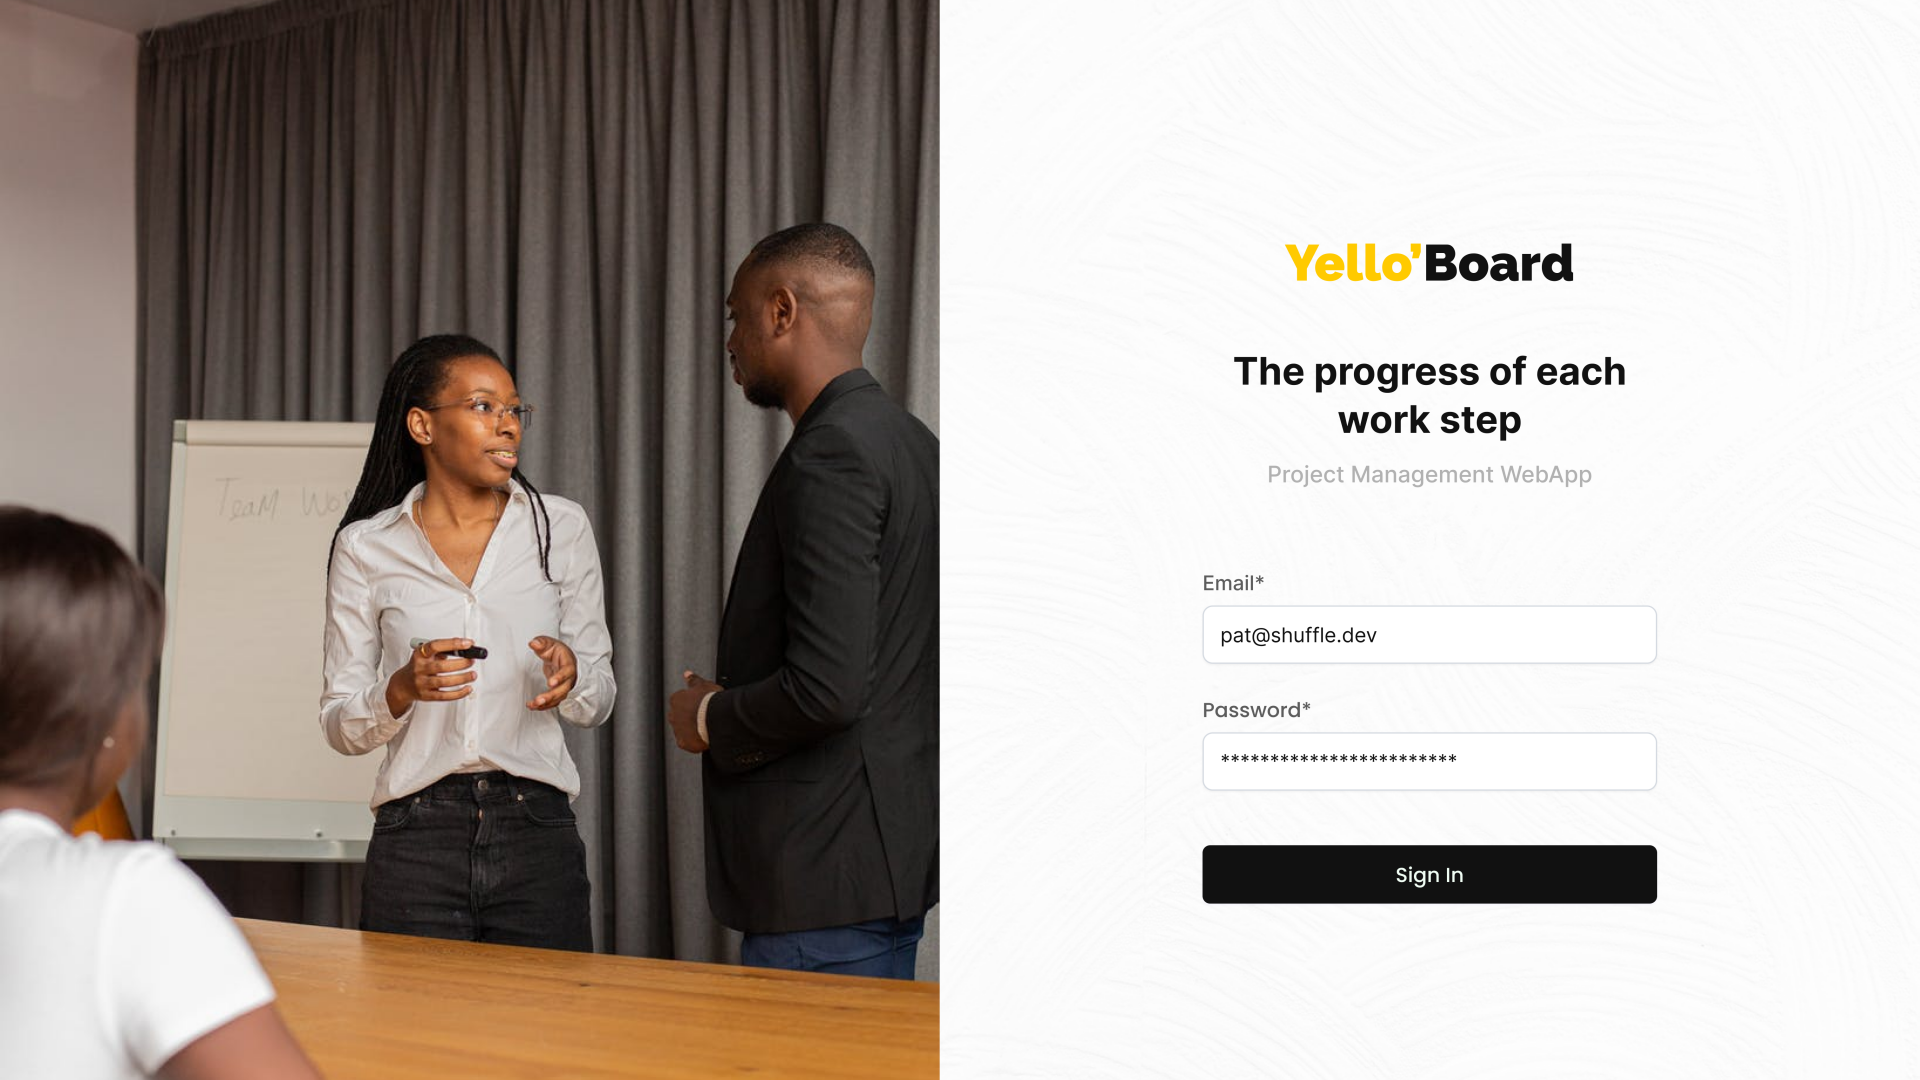 Team Wo
Yello’Board
The progress of each
work step
Project Management WebApp
Email*
pat@shuffle.dev
Password*
************************
Sign In